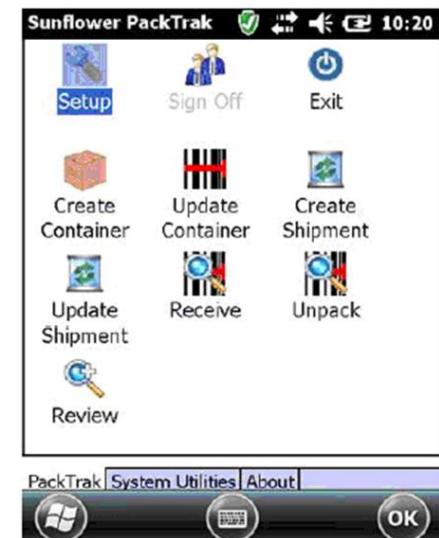 Sunflower PackTrak 10:20
Setup Sign Off Exit
Create Update Create
Container Container Shipment
Update Receive Unpack
Shipment
Review
PackTrak System Utilities About
OK